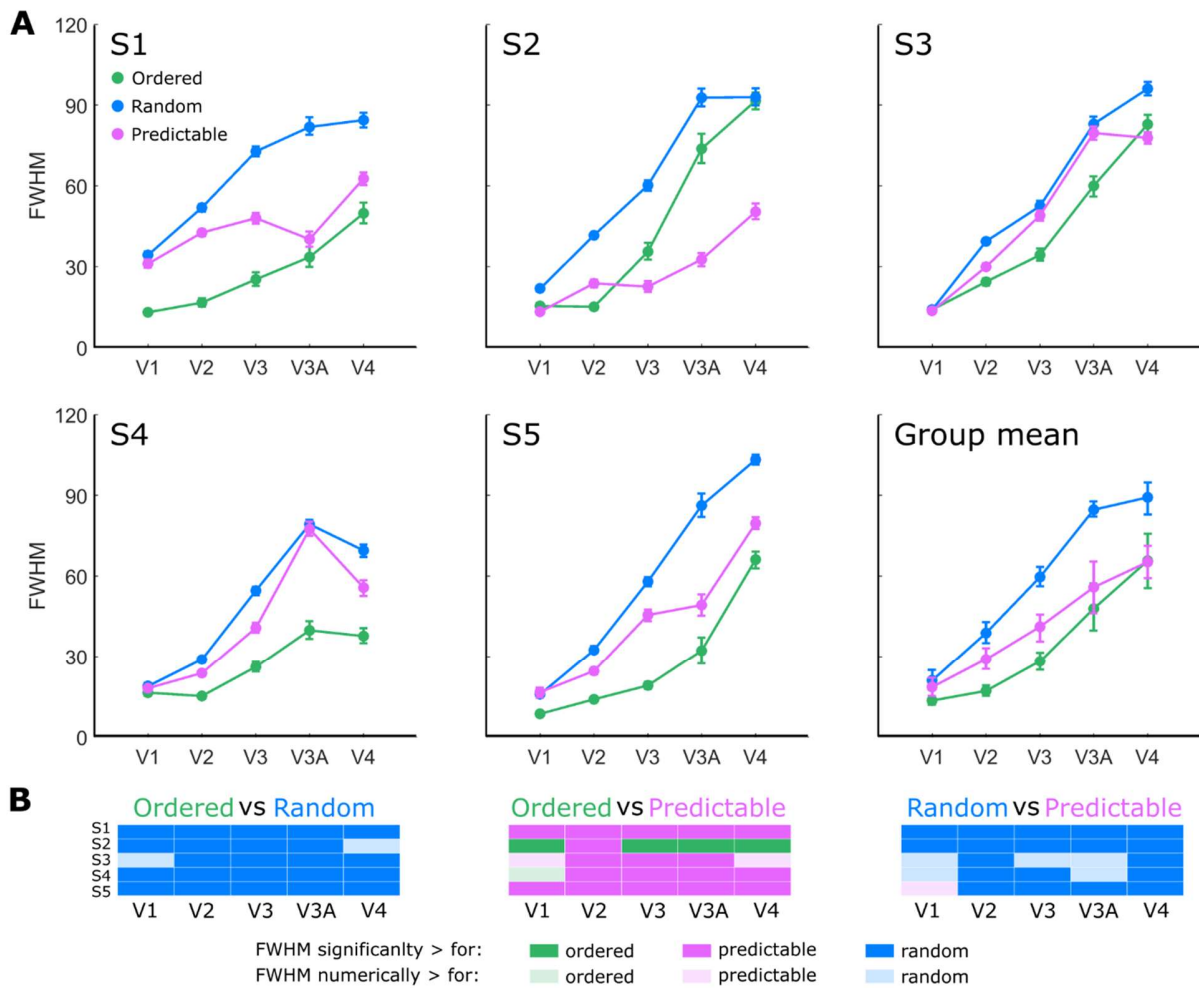 A
S1
S2
S3
Ordered
Random
Predictable
FWHM
120
90
60
30
0
V1 V2 V3 V3A V4
V1 V2 V3 V3A V4
V1 V2 V3 V3A V4
S4
S5
Group mean
FWHM
120
90
60
30
0
V1 V2 V3 V3A V4
V1 V2 V3 V3A V4
V1 V2 V3 V3A V4
B
Ordered vs Random
Ordered vs Predictable
Random vs Predictable
S1
S2
S3
S4
S5
V1 V2 V3 V3A V4
V1 V2 V3 V3A V4
V1 V2 V3 V3A V4
FWHM significanlty > for: ordered predictable random
FWHM numerically > for: ordered predictable random